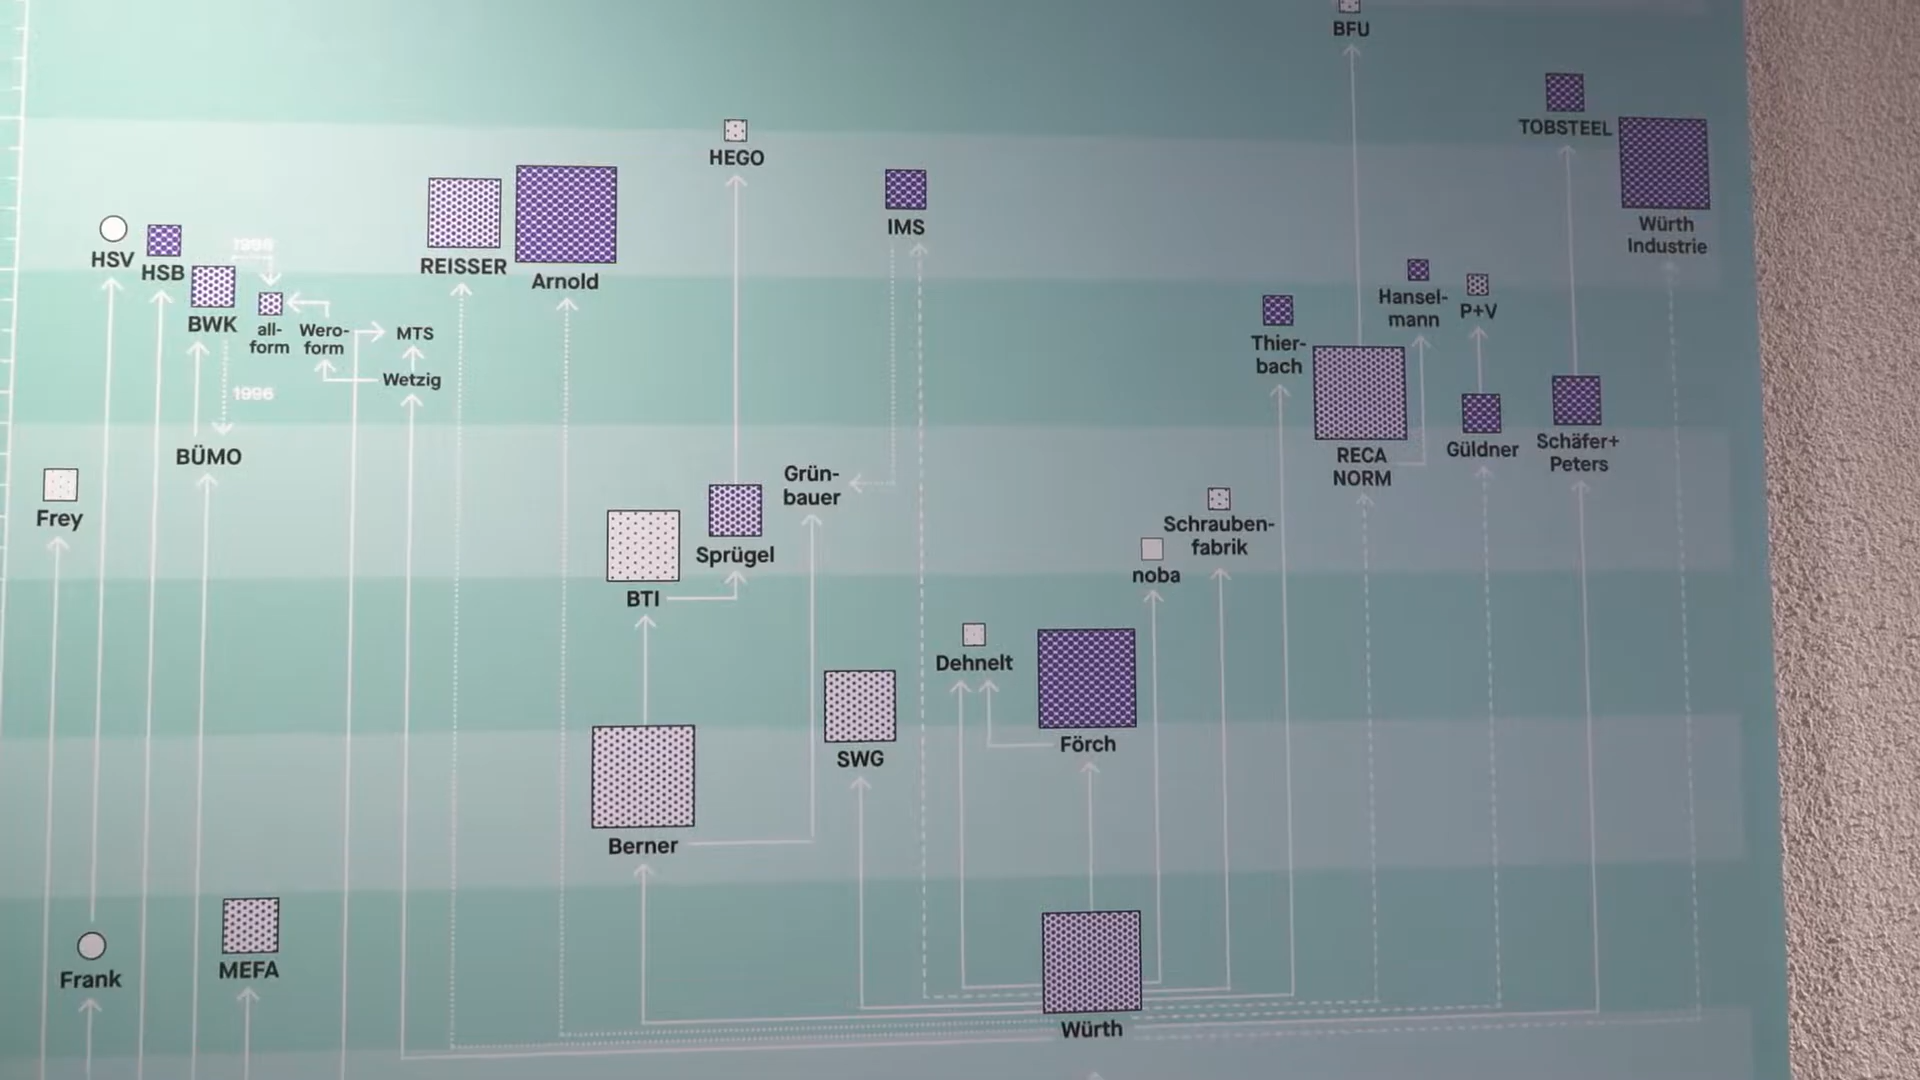 BFU
TOBSTEEL
HEGO
Würth
Industrie
IMS
HSV
HSB
1996
REISSER
Arnold
BWK
all-
form
Wero-
form
MTS
Wetzig
1996
Hansel-
mann
P+V
Thier-
bach
BÜMO
RECA
NORM
Güldner
Schäfer+
Peters
Grün-
bauer
Frey
Sprügel
Schrauben-
fabrik
BTI
noba
Dehnelt
Förch
SWG
Berner
Frank
MEFA
Würth